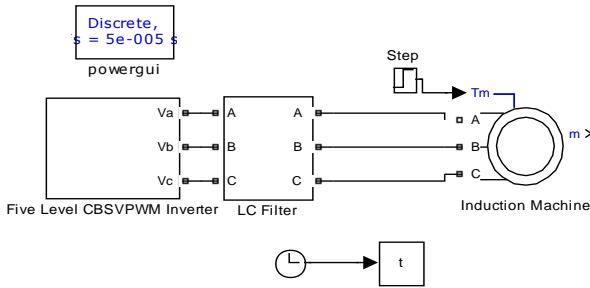 Discrete,
s = 5e-005 s
powergui
Step
Tm
Va
A
A
A
Vb
B
B
B
m
Vc
C
C
C
Five Level CBSVPWM Inverter
LC Filter
Induction Machine
t